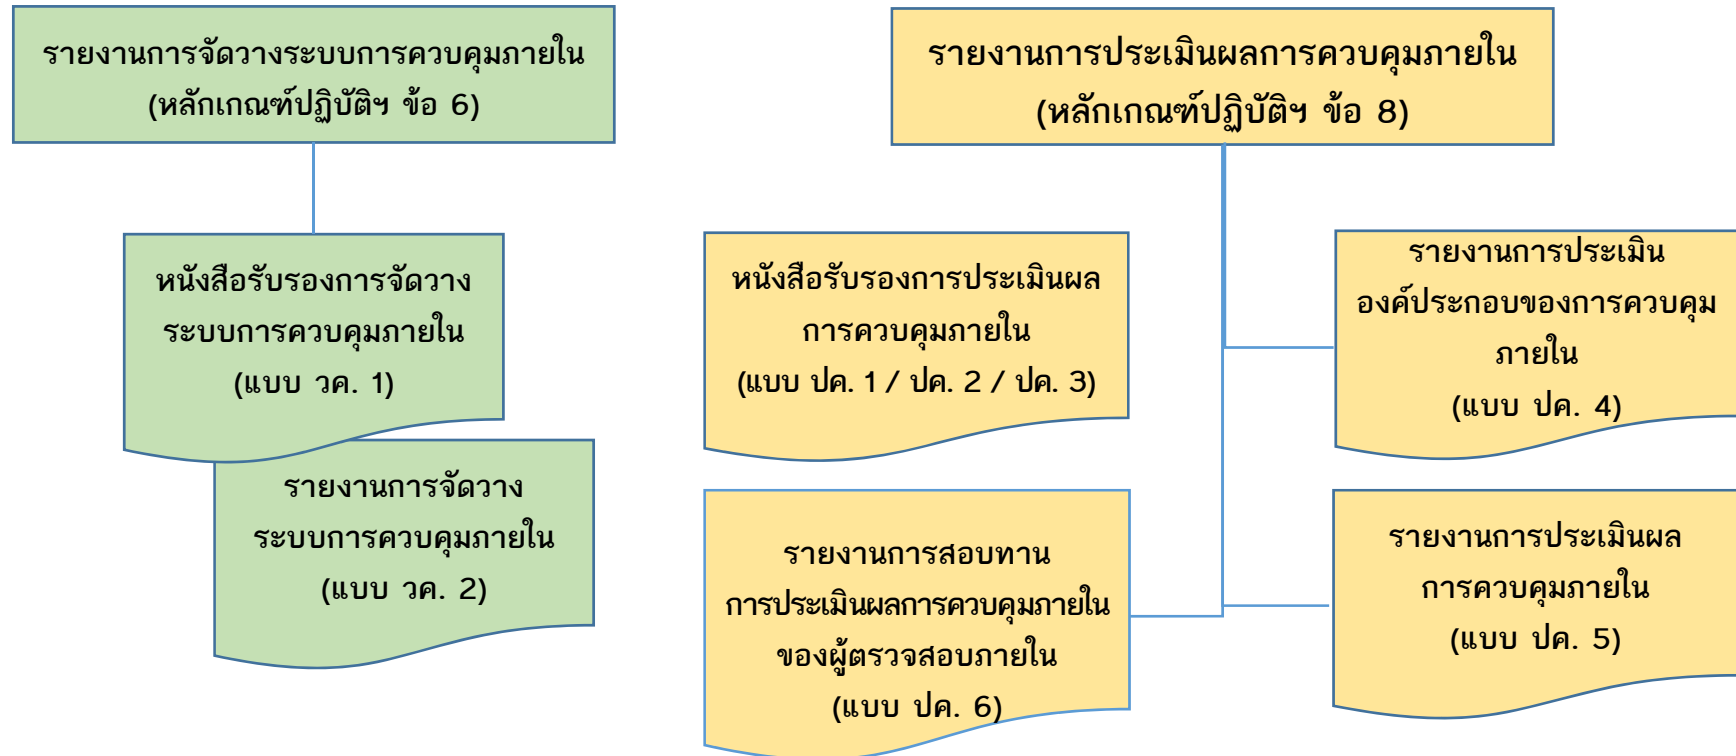 รายงานการจัดวางระบบการควบคุมภายใน
(หลักเกณฑ์ปฏิบัติฯ ข้อ 6)
หนังสือรับรองการจัดวาง
ระบบการควบคุมภายใน
(แบบ วค. 1)
รายงานการจัดวาง
ระบบการควบคุมภายใน
(แบบ วค. 2)
รายงานการประเมินผลการควบคุมภายใน
(หลักเกณฑ์ปฏิบัติฯ ข้อ 8)
หนังสือรับรองการประเมินผล
การควบคุมภายใน
(แบบ ปค. 1 / ปค. 2 / ปค. 3)
รายงานการประเมิน
องค์ประกอบของการควบคุม
ภายใน
(แบบ ปค. 4)
รายงานการสอบทาน
การประเมินผลการควบคุมภายใน
ของผู้ตรวจสอบภายใน
(แบบ ปค. 6)
รายงานการประเมินผล
การควบคุมภายใน
(แบบ ปค. 5)